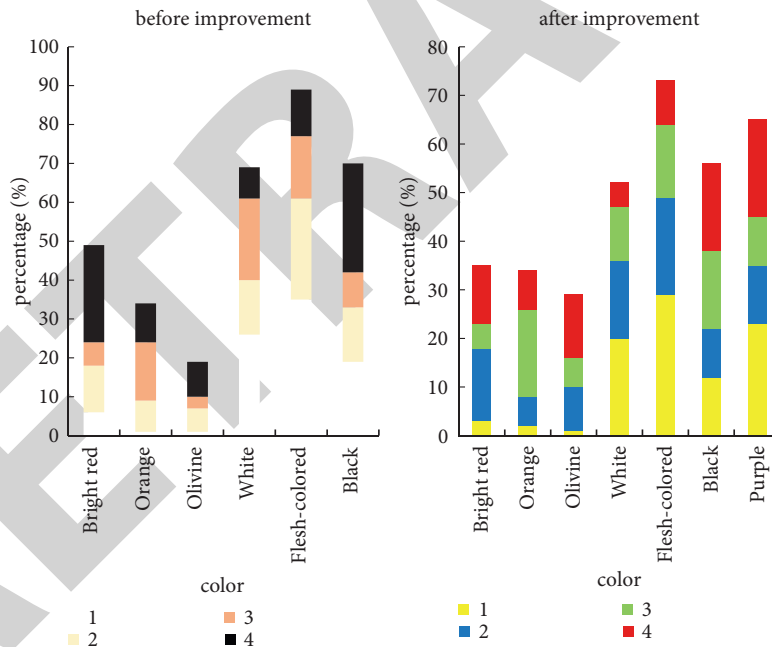 before improvement
percentage (%)
100
90
80
70
60
50
40
30
20
10
0
Bright red
Orange
Olivine
White
Flesh-colored
Black
color
1
3
2
4
after improvement
percentage (%)
80
70
60
50
40
30
20
10
0
Bright red
Orange
Olivine
White
Flesh-colored
Black
Purple
color
1
3
2
4